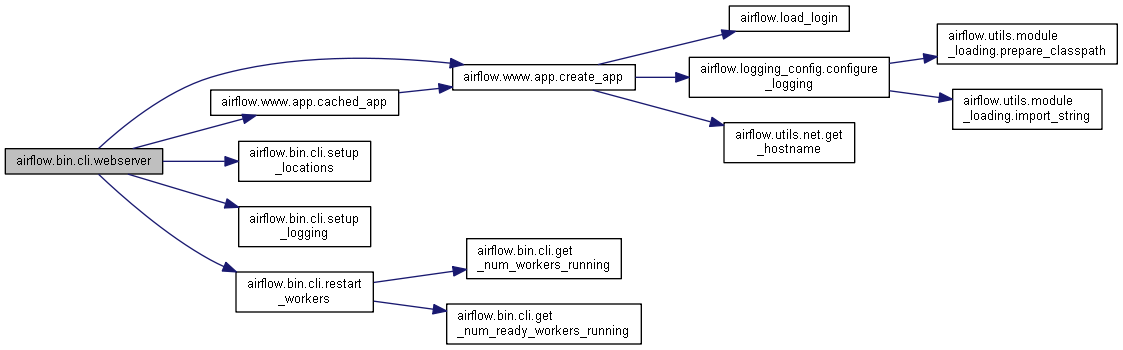 airflow.load_login
airflow.utils.module
_loading.prepare_classpath
airflow.www.app.create_app
airflow.logging_config.configure
_logging
airflow.www.app.cached_app
airflow.utils.module
_loading.import_string
airflow.utils.net.get
_hostname
airflow.bin.cli.webserver
airflow.bin.cli.setup
_locations
airflow.bin.cli.setup
_logging
airflow.bin.cli.get
_num_workers_running
airflow.bin.cli.restart
_workers
airflow.bin.cli.get
_num_ready_workers_running